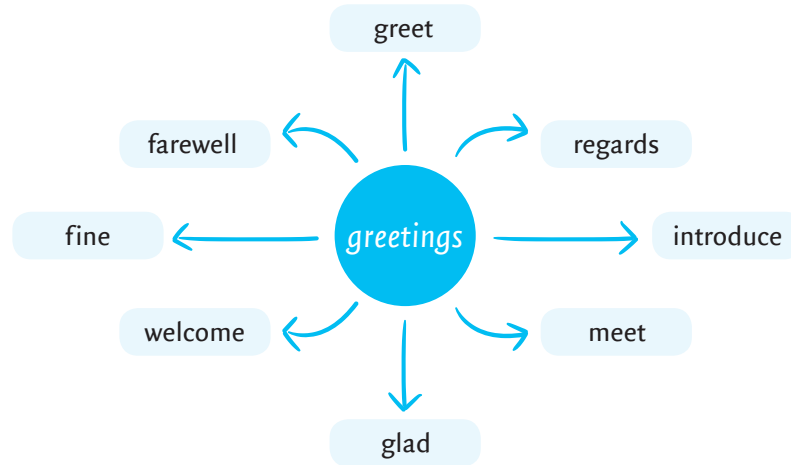 greet
farewell
regards
fine
greetings
introduce
welcome
meet
glad